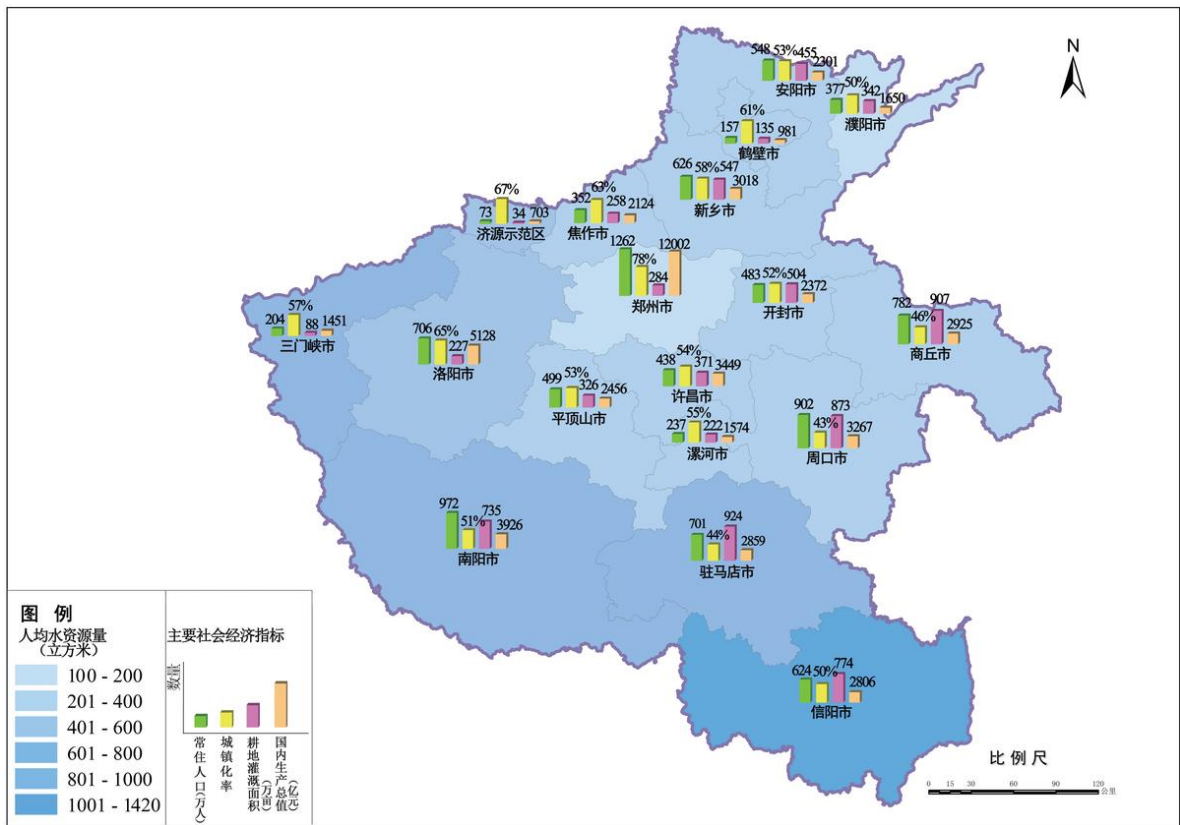 N
548 53% 455 2301
安阳市
377 50% 342 1650
濮阳市
157 61% 135 981
鹤壁市
626 58% 547 3018
新乡市
73 67% 34 703
济源示范区
352 63% 258 2124
焦作市
1262 78% 284 12002
郑州市
483 52% 504 2372
开封市
782 46% 907 2925
商丘市
204 57% 88 1451
三门峡市
706 65% 227 5128
洛阳市
499 53% 326 2456
平顶山市
438 54% 371 3449
许昌市
237 55% 222 1574
漯河市
902 43% 873 3267
周口市
972 51% 735 3926
南阳市
701 44% 924 2859
驻马店市
624 50% 774 2806
信阳市
图 例
人均水资源量
(立方米)
100 - 200
201 - 400
401 - 600
601 - 800
801 - 1000
1001 - 1420
主要社会经济指标
数量
常住人口(万人)
城镇化率
耕地灌溉面积(万亩)
国内生产总值(亿元)
比 例 尺
0 30 60 90 120
公里